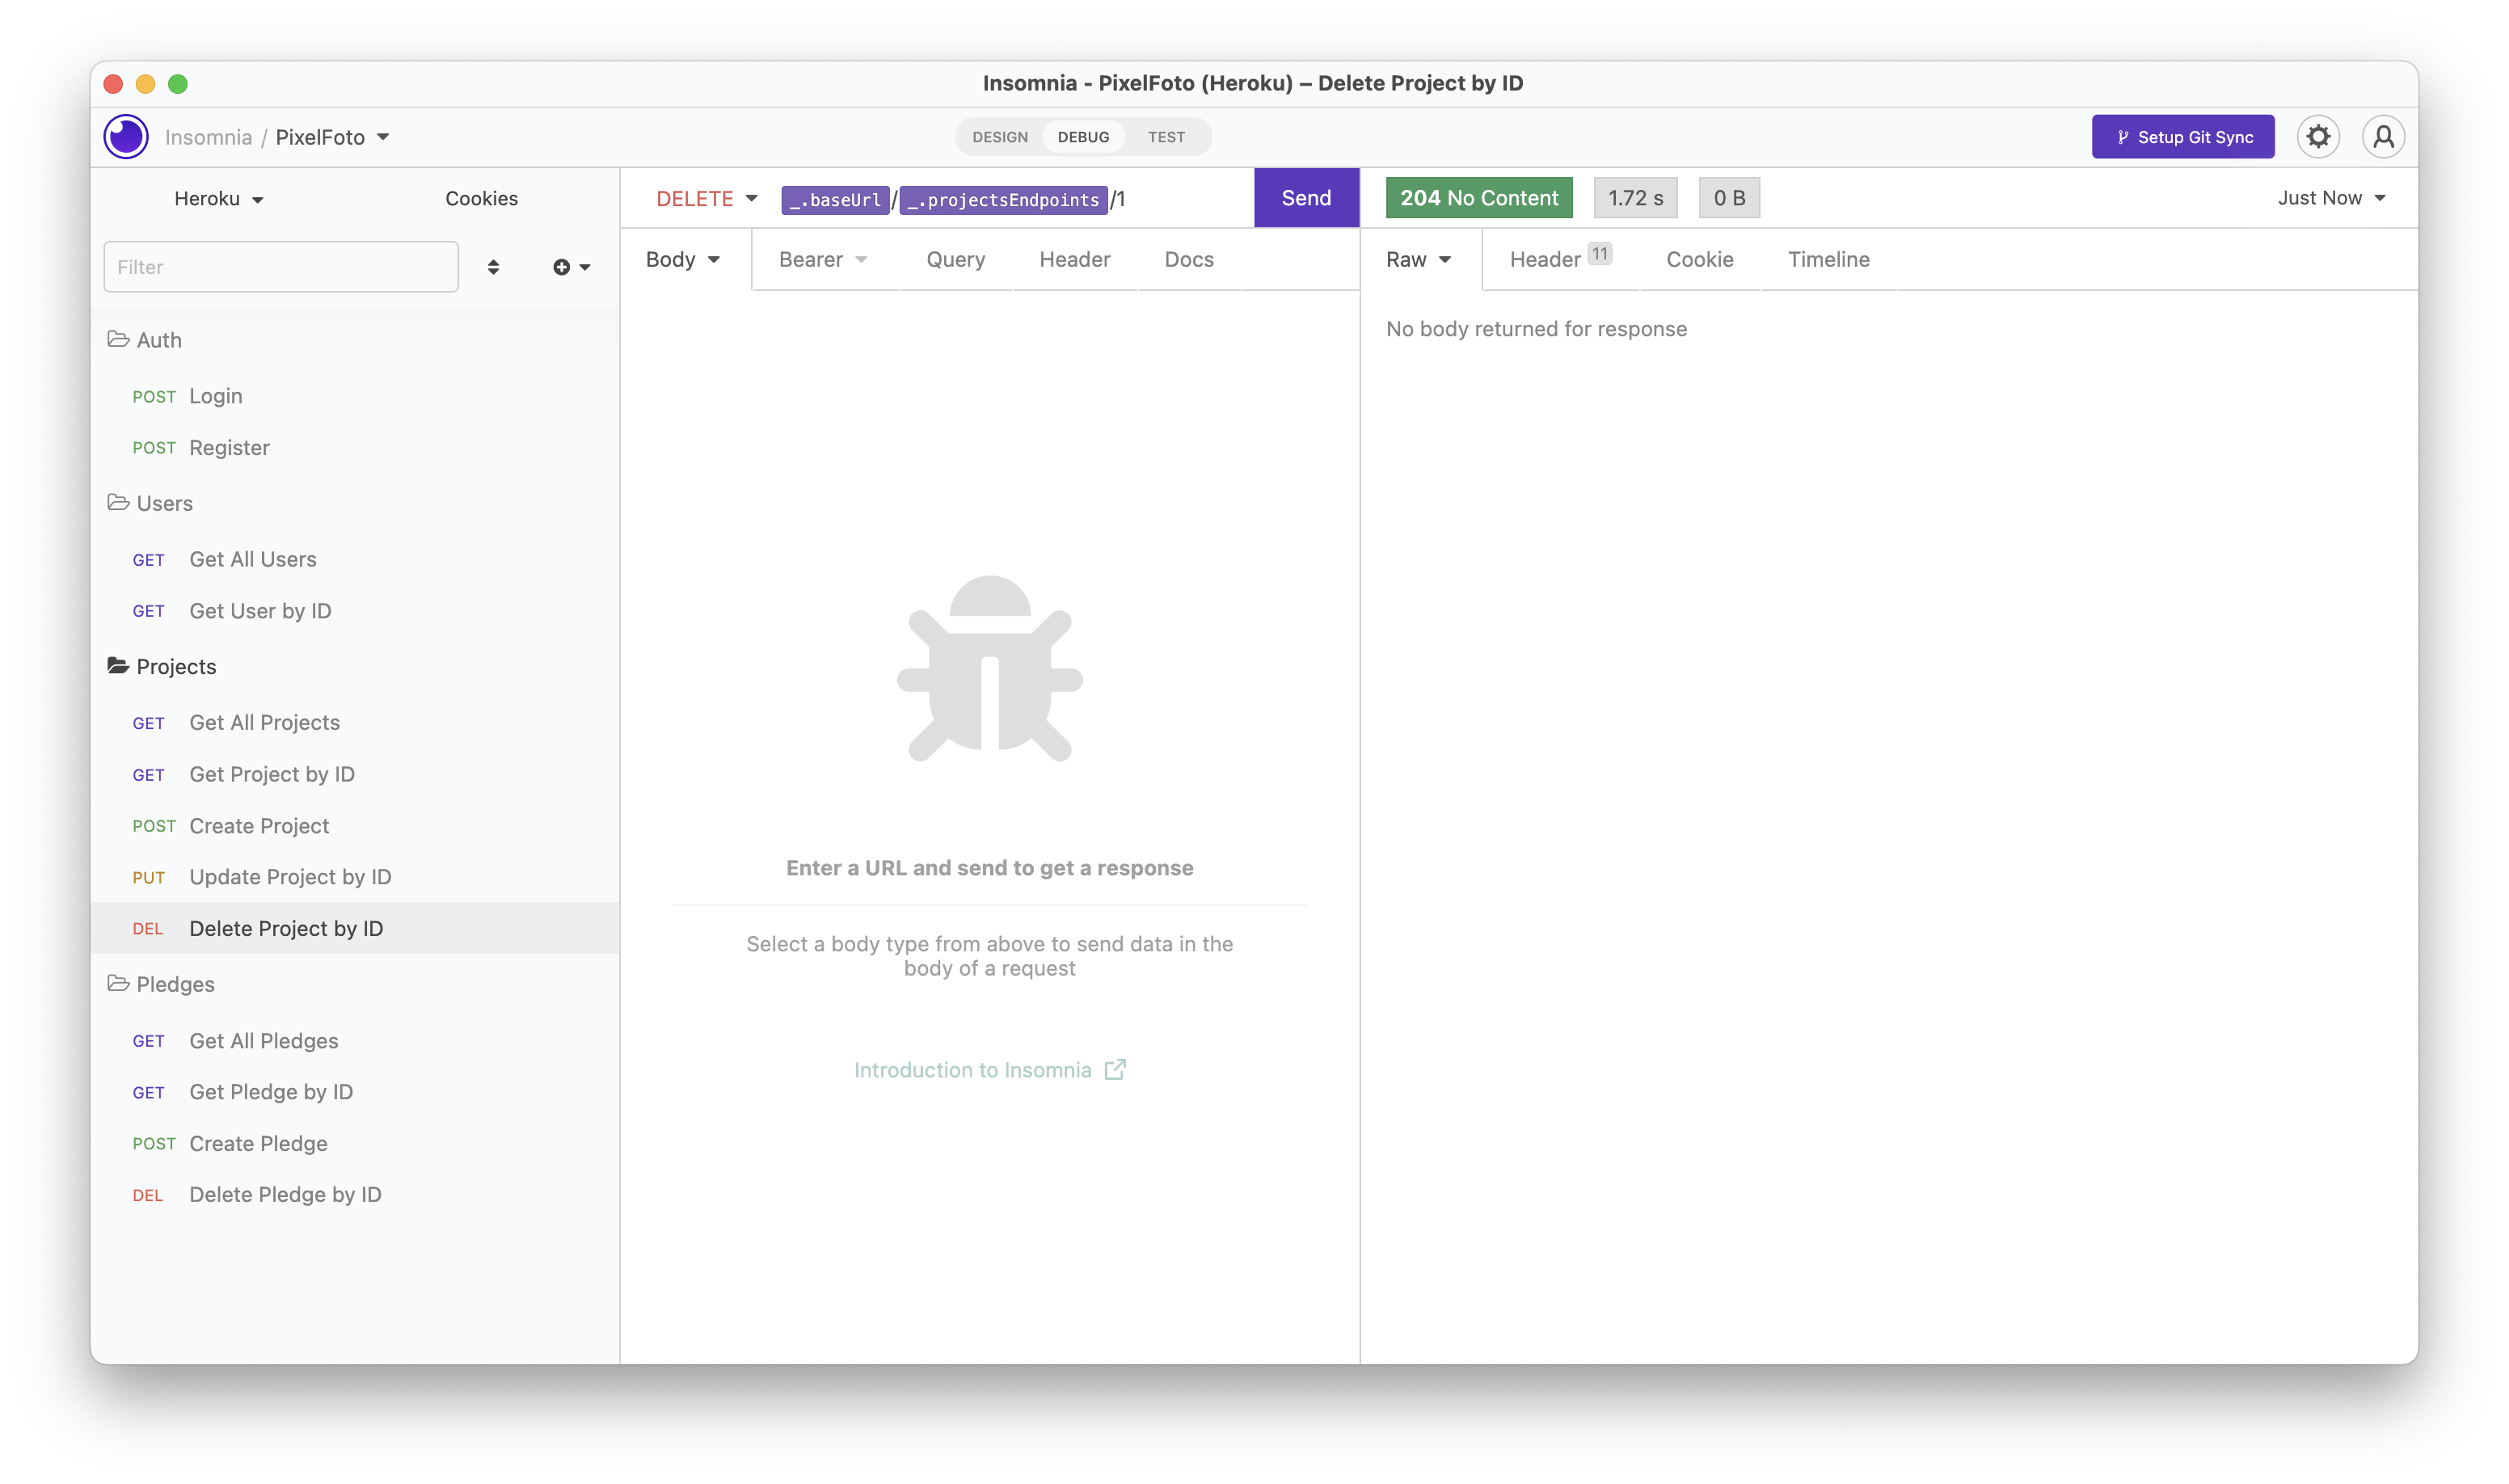 Insomnia - PixelFoto (Heroku) – Delete Project by ID
Insomnia / PixelFoto
DESIGN DEBUG TEST
Setup Git Sync
Heroku Cookies
Filter
Auth
POST Login
POST Register
Users
GET Get All Users
GET Get User by ID
Projects
GET Get All Projects
GET Get Project by ID
POST Create Project
PUT Update Project by ID
DEL Delete Project by ID
Pledges
GET Get All Pledges
GET Get Pledge by ID
POST Create Pledge
DEL Delete Pledge by ID
DELETE _.baseUrl/_.projectsEndpoints/1 Send
Body Bearer Query Header Docs
Enter a URL and send to get a response
Select a body type from above to send data in the
body of a request
Introduction to Insomnia
204 No Content 1.72 s 0 B Just Now
Raw Header 11 Cookie Timeline
No body returned for response